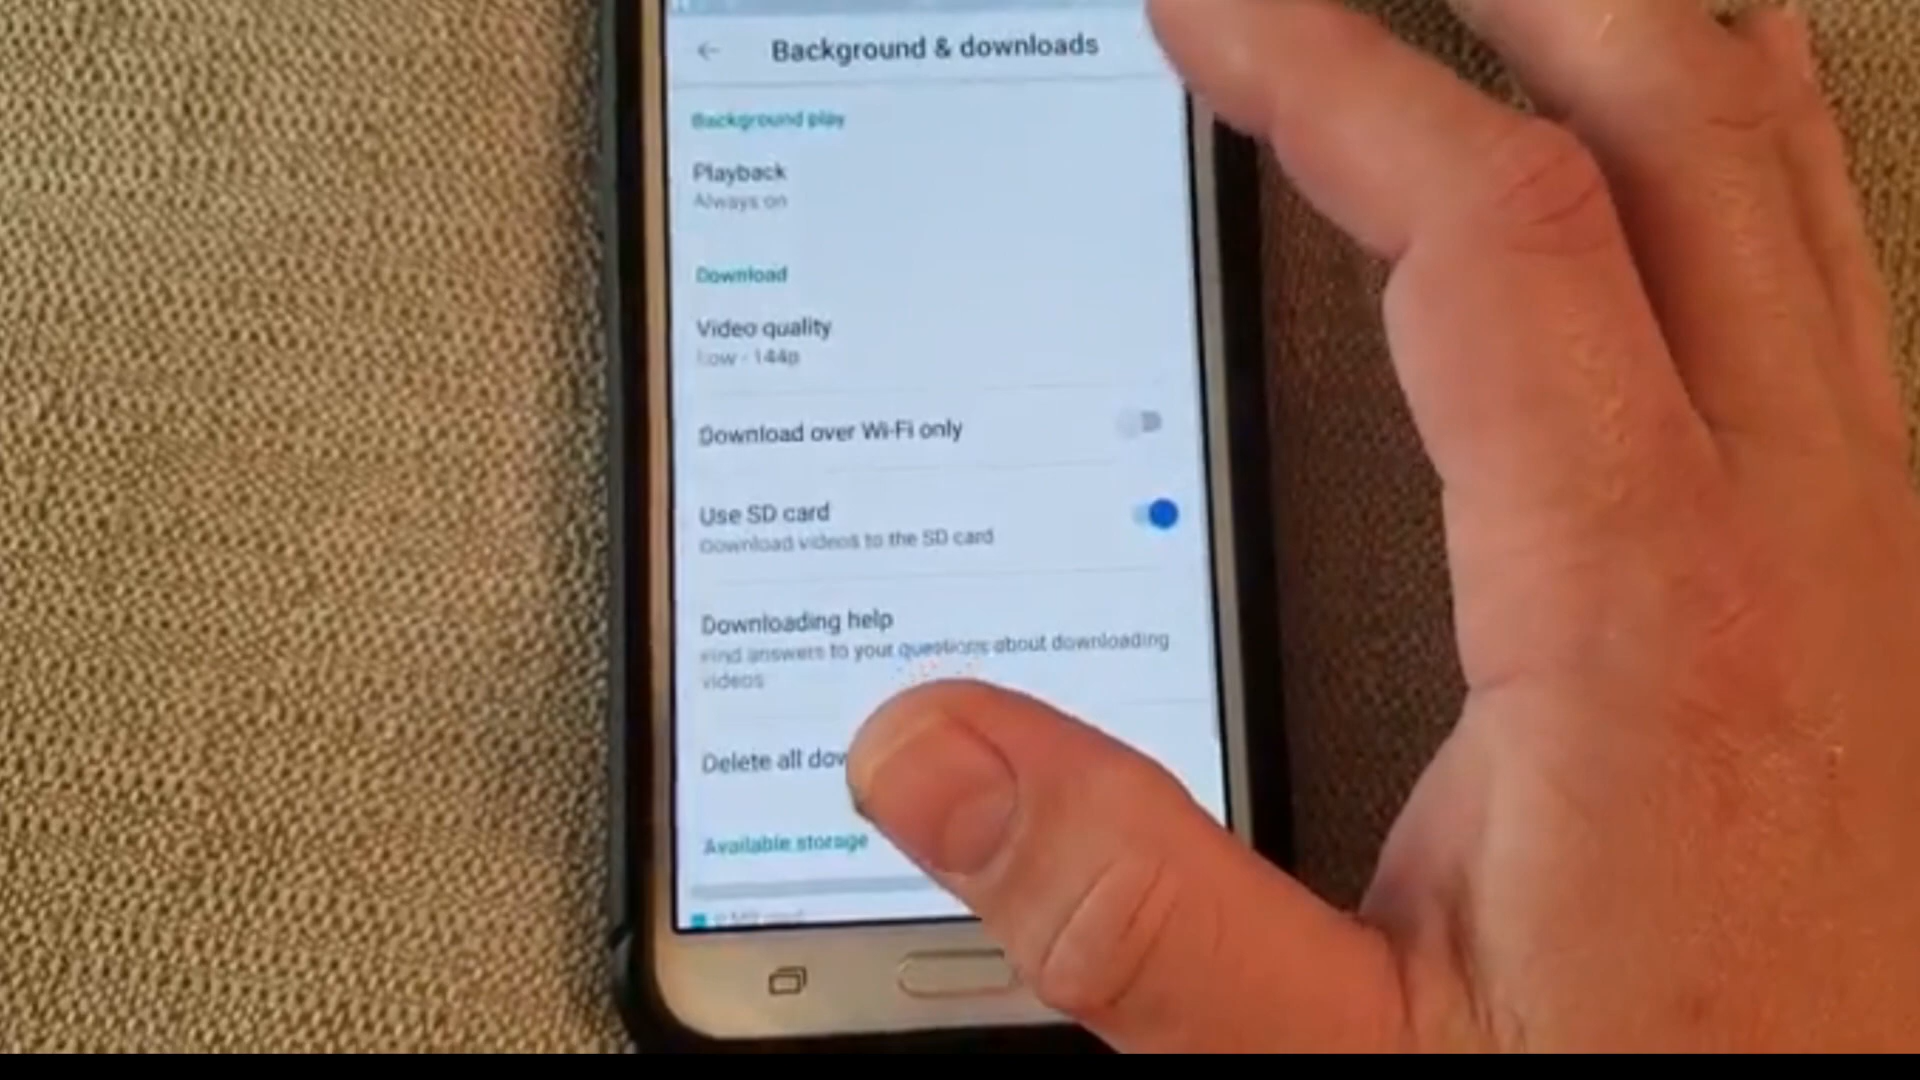 Background & downloads
Background play
Playback
Always on
Download
Video quality
Low - 144p
Download over Wi-Fi only
Use SD card
Download videos to the SD card
Downloading help
Find answers to your questions about downloading
videos
Delete all dow
Available storage